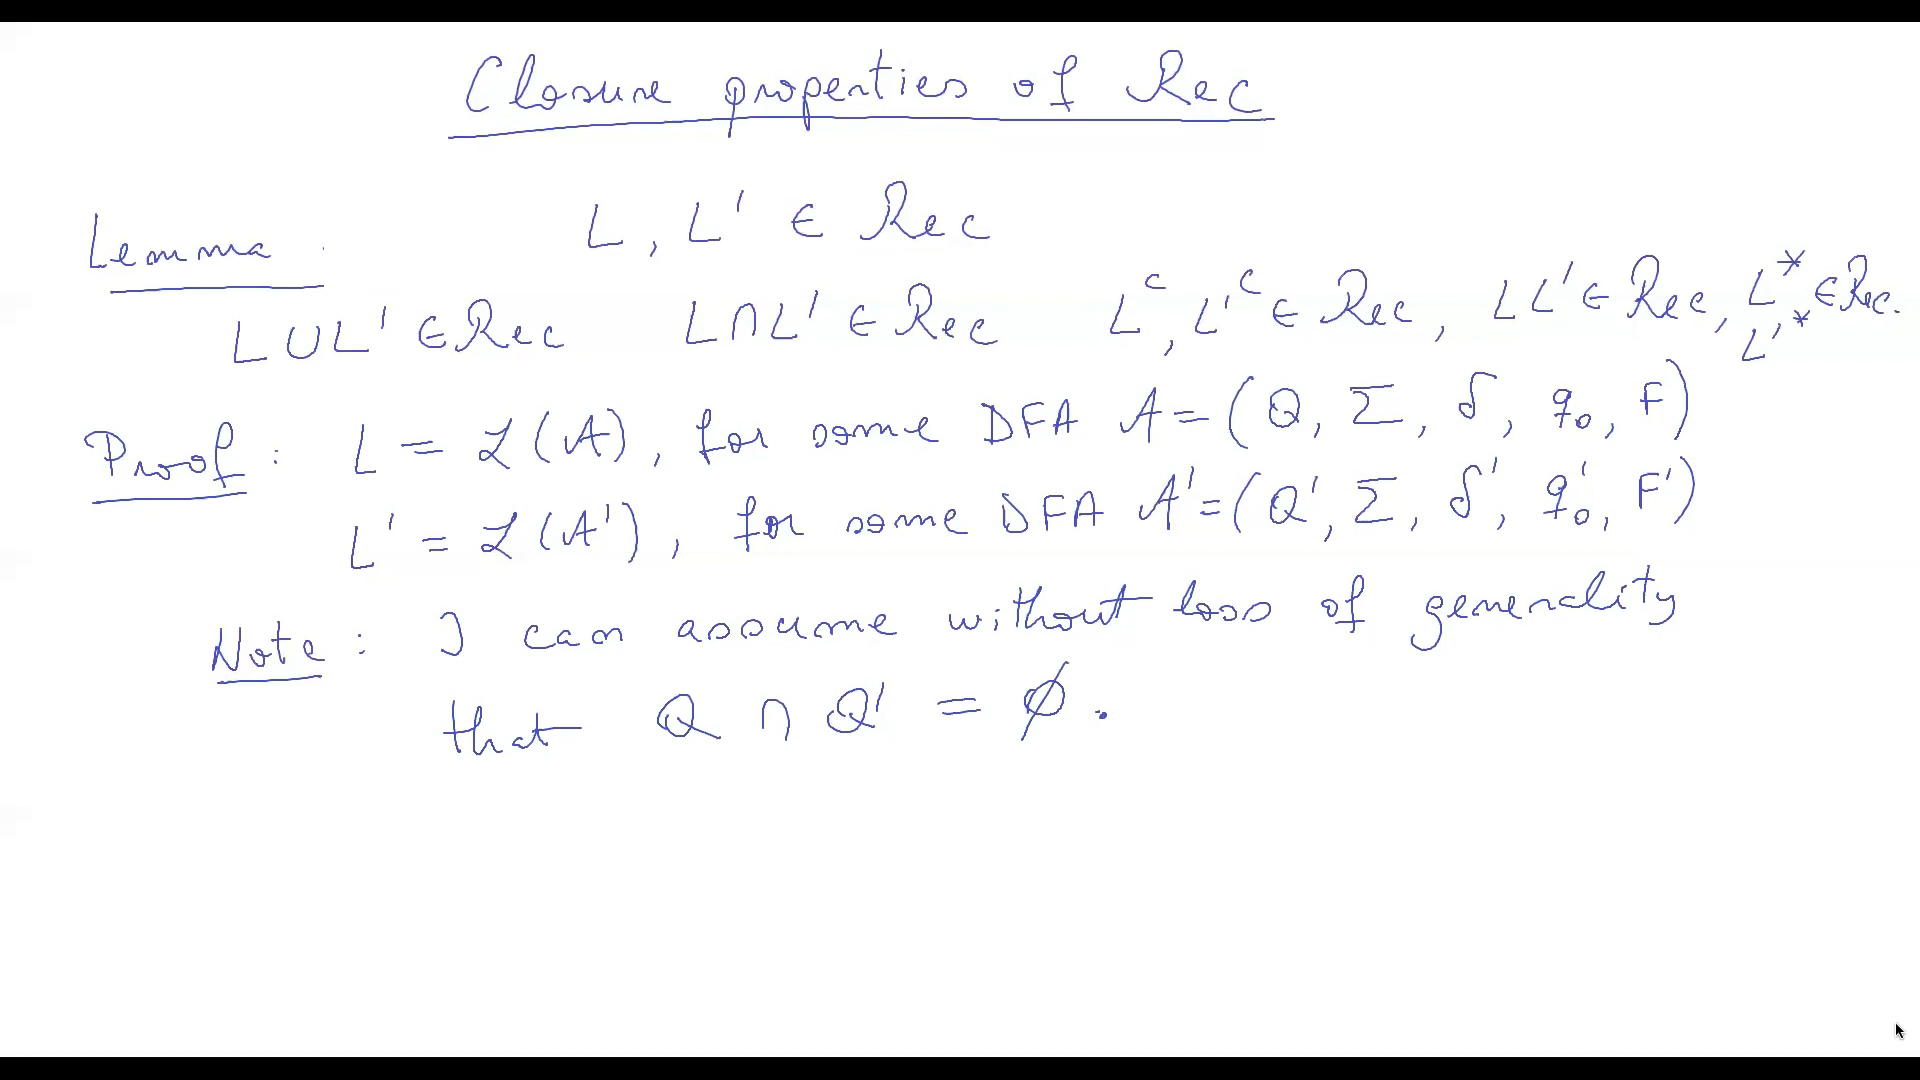 Closure properties of Rec
Lemma : L, L' ∈ Rec
L ∪ L' ∈ Rec L ∩ L' ∈ Rec Lᶜ, L'ᶜ ∈ Rec, LL' ∈ Rec, L*, L'* ∈ Rec.
Proof : L = ℒ(A), for some DFA A = (Q, Σ, δ, q₀, F)
L' = ℒ(A'), for some DFA A' = (Q', Σ, δ', q₀', F')
Note : I can assume without loss of generality
that Q ∩ Q' = ∅.